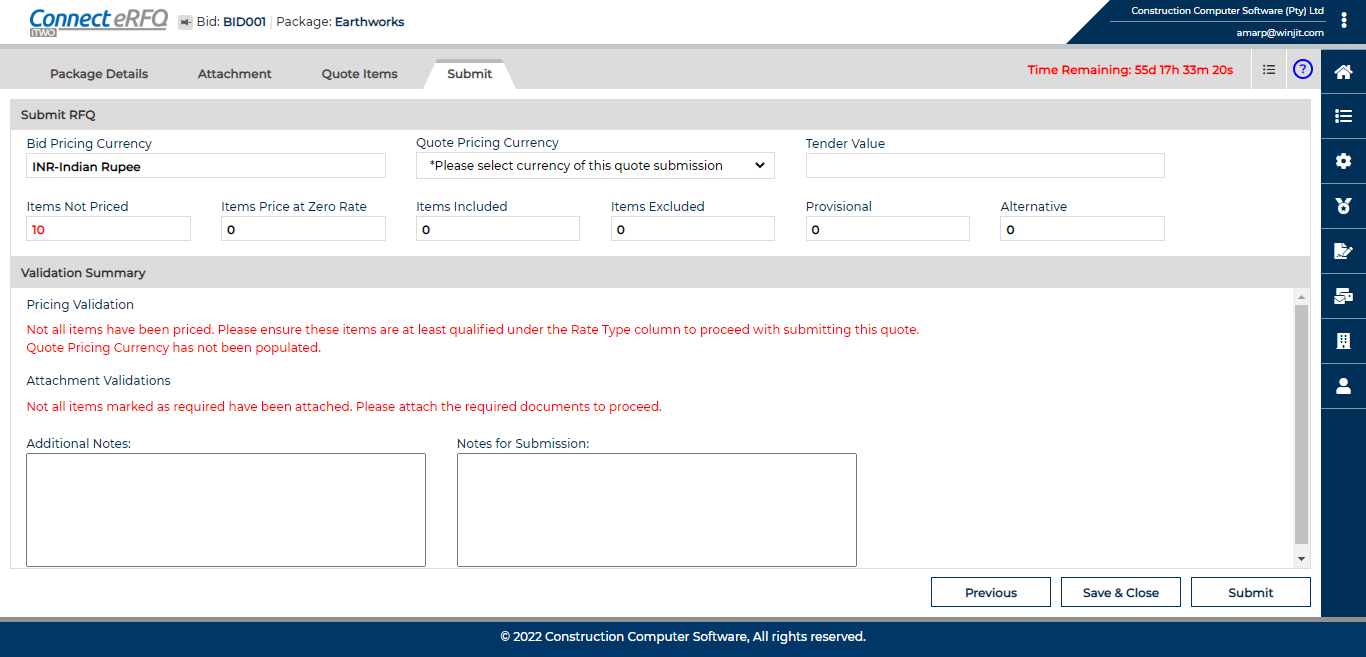 Connect eRFQ
iTWO
Bid: BID001 | Package: Earthworks
Construction Computer Software (Pty) Ltd
amarp@winjit.com
Package Details
Attachment
Quote Items
Submit
Time Remaining: 55d 17h 33m 20s
?
Submit RFQ
Bid Pricing Currency
Quote Pricing Currency
Tender Value
INR-Indian Rupee
*Please select currency of this quote submission
Items Not Priced
Items Price at Zero Rate
Items Included
Items Excluded
Provisional
Alternative
10
0
0
0
0
0
Validation Summary
Pricing Validation
Not all items have been priced. Please ensure these items are at least qualified under the Rate Type column to proceed with submitting this quote.
Quote Pricing Currency has not been populated.
Attachment Validations
Not all items marked as required have been attached. Please attach the required documents to proceed.
Additional Notes:
Notes for Submission:
Previous
Save & Close
Submit
© 2022 Construction Computer Software, All rights reserved.